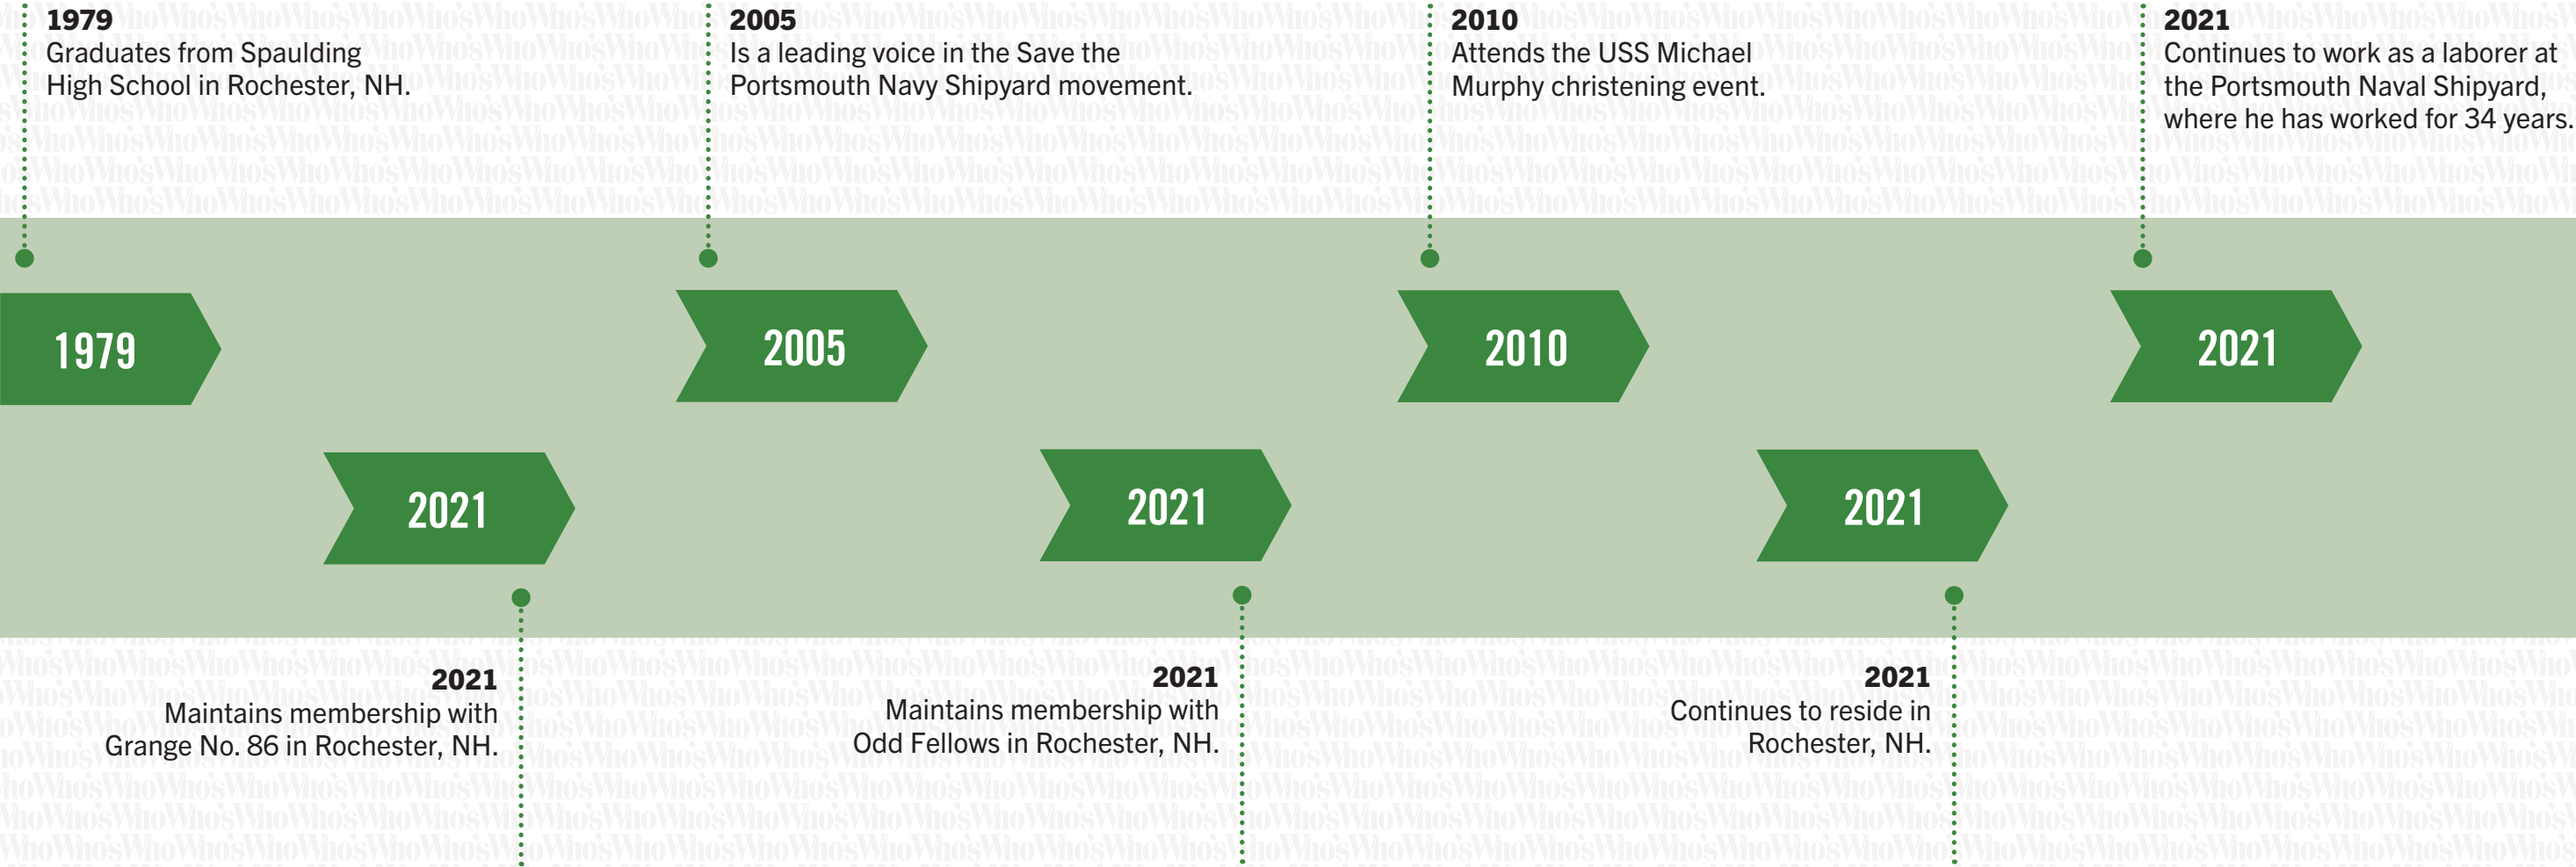 1979
Graduates from Spaulding
High School in Rochester, NH.
2005
Is a leading voice in the Save the
Portsmouth Navy Shipyard movement.
2010
Attends the USS Michael
Murphy christening event.
2021
Continues to work as a laborer at
the Portsmouth Naval Shipyard,
where he has worked for 34 years.
1979
2005
2010
2021
2021
2021
2021
2021
Maintains membership with
Grange No. 86 in Rochester, NH.
2021
Maintains membership with
Odd Fellows in Rochester, NH.
2021
Continues to reside in
Rochester, NH.